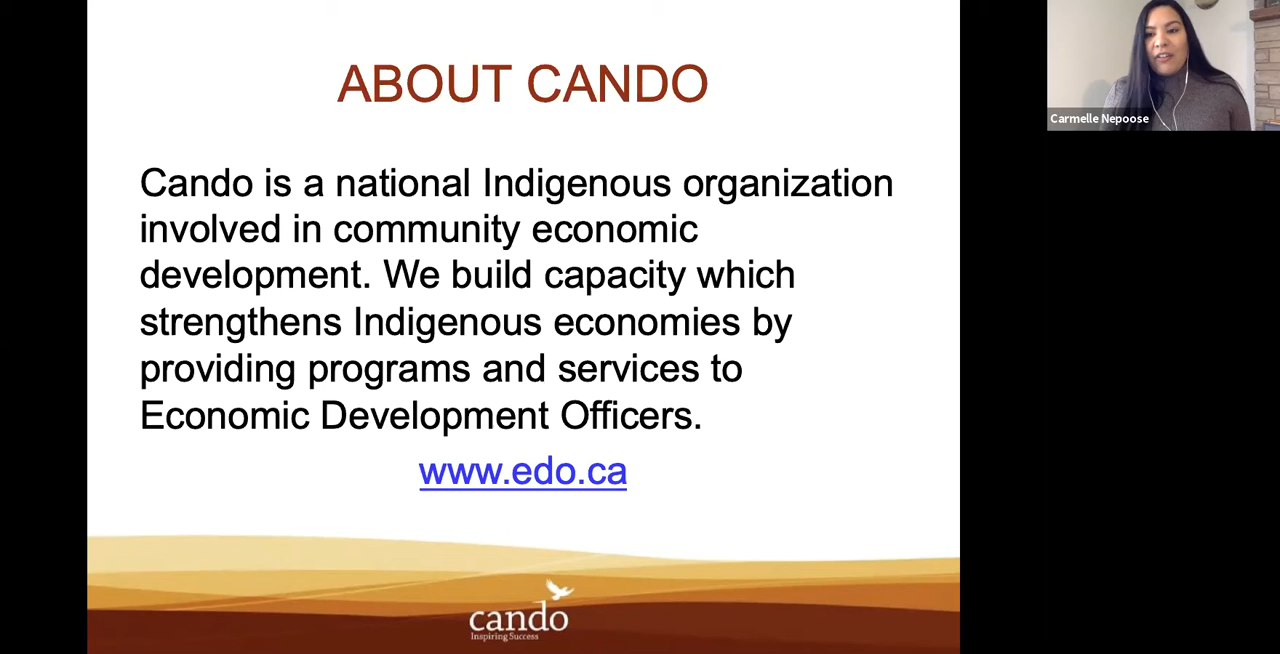 ABOUT CANDO
Cando is a national Indigenous organization
involved in community economic
development. We build capacity which
strengthens Indigenous economies by
providing programs and services to
Economic Development Officers.
www.edo.ca
cando
Inspiring Success
Carmelle Nepoose